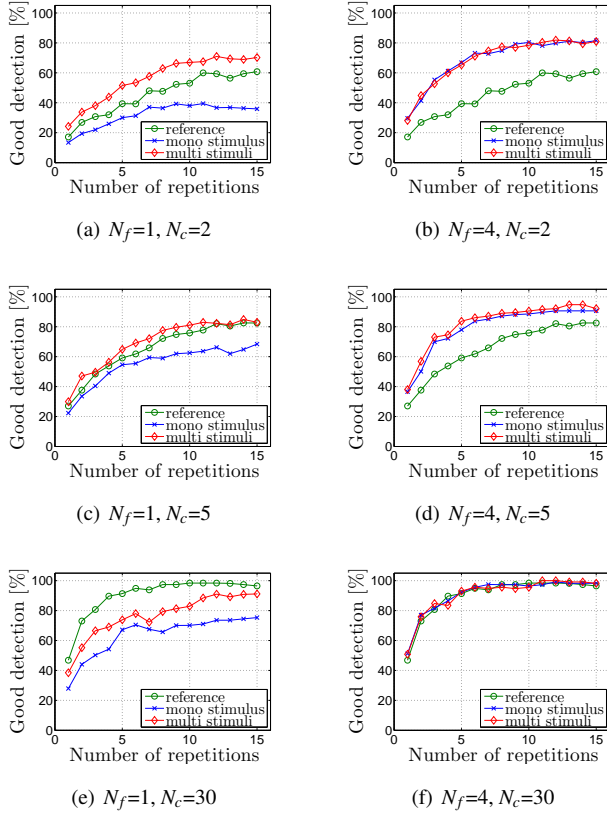 Good detection [%]
100
80
60
40
20
0
0 5 10 15
reference
mono stimulus
multi stimuli
Number of repetitions
(a) N_f=1, N_c=2
Good detection [%]
100
80
60
40
20
0
0 5 10 15
reference
mono stimulus
multi stimuli
Number of repetitions
(b) N_f=4, N_c=2
Good detection [%]
100
80
60
40
20
0
0 5 10 15
reference
mono stimulus
multi stimuli
Number of repetitions
(c) N_f=1, N_c=5
Good detection [%]
100
80
60
40
20
0
0 5 10 15
reference
mono stimulus
multi stimuli
Number of repetitions
(d) N_f=4, N_c=5
Good detection [%]
100
80
60
40
20
0
0 5 10 15
reference
mono stimulus
multi stimuli
Number of repetitions
(e) N_f=1, N_c=30
Good detection [%]
100
80
60
40
20
0
0 5 10 15
reference
mono stimulus
multi stimuli
Number of repetitions
(f) N_f=4, N_c=30